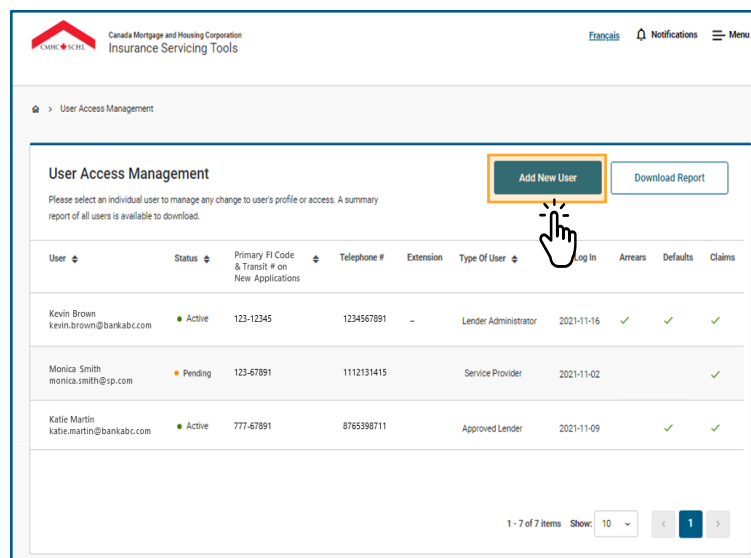 CMHC SCHL
Canada Mortgage and Housing Corporation
Insurance Servicing Tools
Français
Notifications
Menu
> User Access Management
User Access Management
Please select an individual user to manage any
change to user's profile or access. A summary
report of all users is available to download.
Add New User
Download Report
User
Status
Primary FI Code
& Transit # on
New Applications
Telephone #
Extension
Type Of User
Log In
Arrears
Defaults
Claims
Kevin Brown
kevin.brown@bankabc.com
Active
123-12345
1234567891
–
Lender Administrator
2021-11-16
Monica Smith
monica.smith@sp.com
Pending
123-67891
1112131415
Service Provider
2021-11-02
Katie Martin
katie.martin@bankabc.com
Active
777-67891
8765398711
Approved Lender
2021-11-09
1 - 7 of 7 items Show: 10
< 1 >